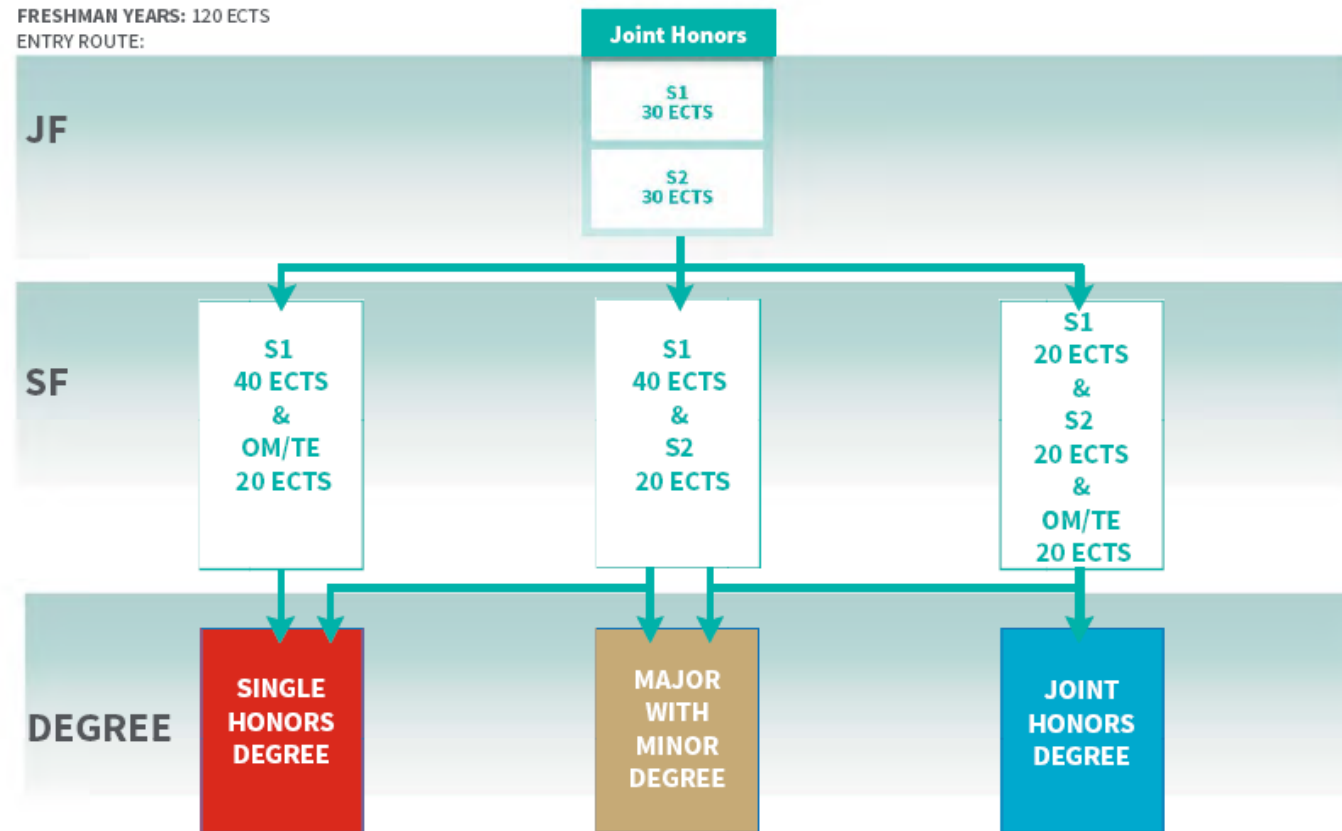 FRESHMAN YEARS: 120 ECTS
ENTRY ROUTE:
Joint Honors
JF
S1
30 ECTS
S2
30 ECTS
SF
S1
40 ECTS
&
OM/TE
20 ECTS
S1
40 ECTS
&
S2
20 ECTS
S1
20 ECTS
&
S2
20 ECTS
&
OM/TE
20 ECTS
DEGREE
SINGLE
HONORS
DEGREE
MAJOR
WITH
MINOR
DEGREE
JOINT
HONORS
DEGREE